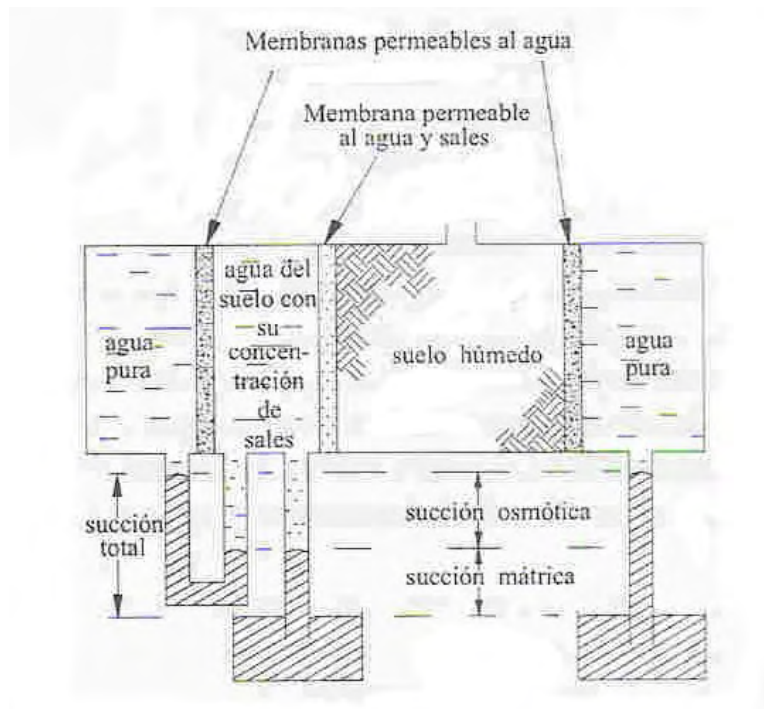 Membranas permeables al agua
Membrana permeable
al agua y sales
agua
pura
agua del
suelo con
su
concen-
tración
de
sales
suelo húmedo
agua
pura
succión
total
succión osmótica
succión mátrica